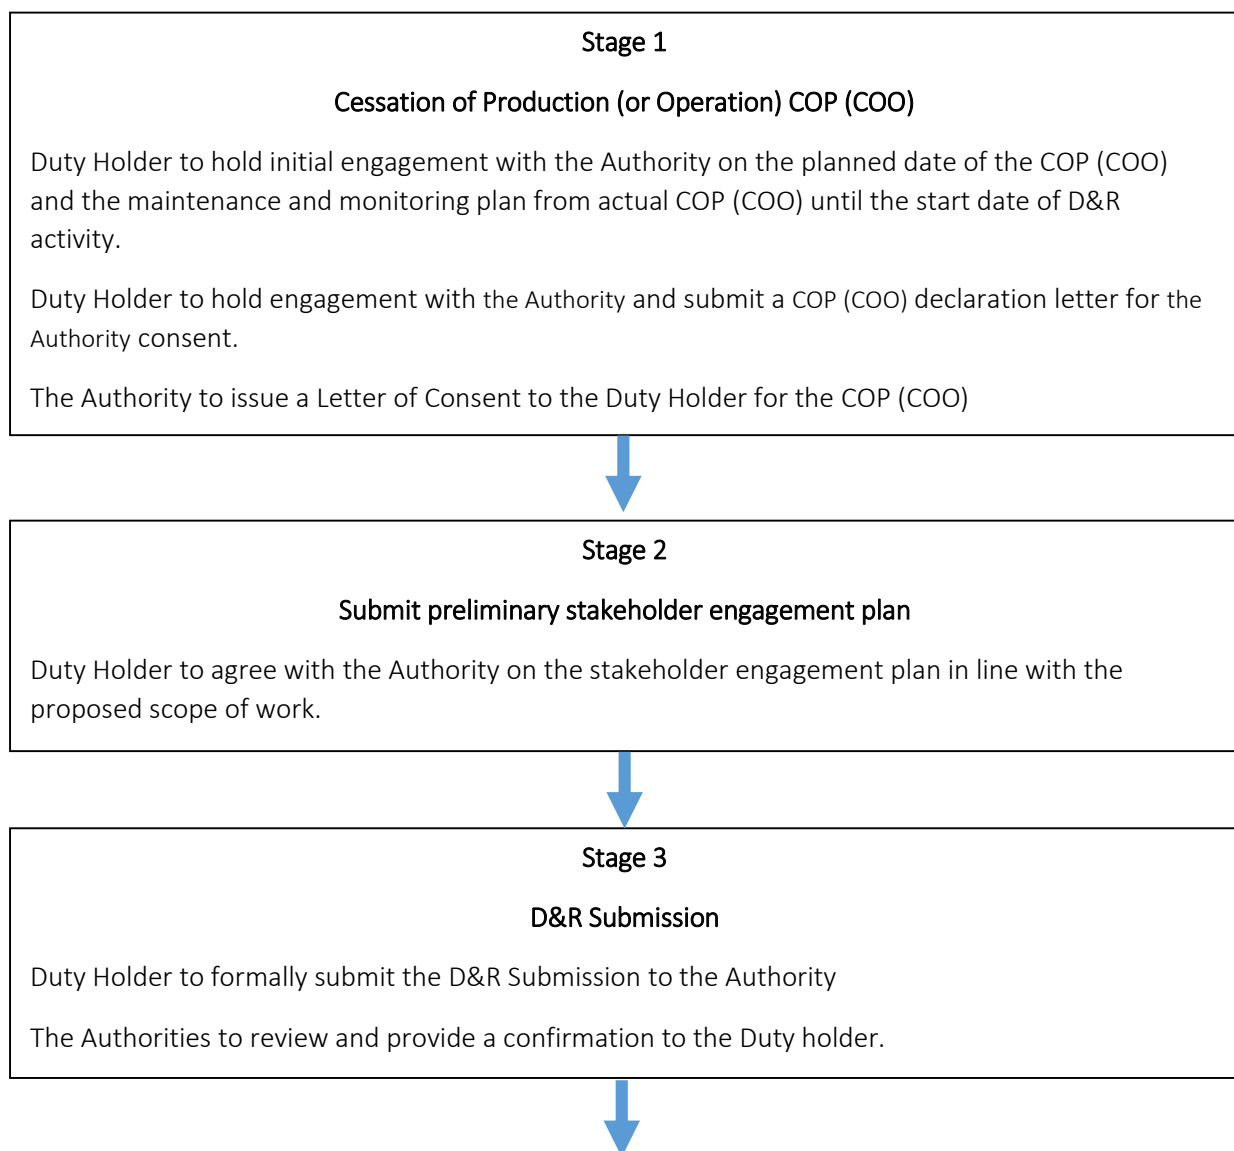 Stage 1
Cessation of Production (or Operation) COP (COO)
Duty Holder to hold initial engagement with the Authority on the planned date of the COP (COO)
and the maintenance and monitoring plan from actual COP (COO) until the start date of D&R
activity.
Duty Holder to hold engagement with the Authority and submit a COP (COO) declaration letter for the
Authority consent.
The Authority to issue a Letter of Consent to the Duty Holder for the COP (COO)
Stage 2
Submit preliminary stakeholder engagement plan
Duty Holder to agree with the Authority on the stakeholder engagement plan in line with the
proposed scope of work.
Stage 3
D&R Submission
Duty Holder to formally submit the D&R Submission to the Authority
The Authorities to review and provide a confirmation to the Duty holder.